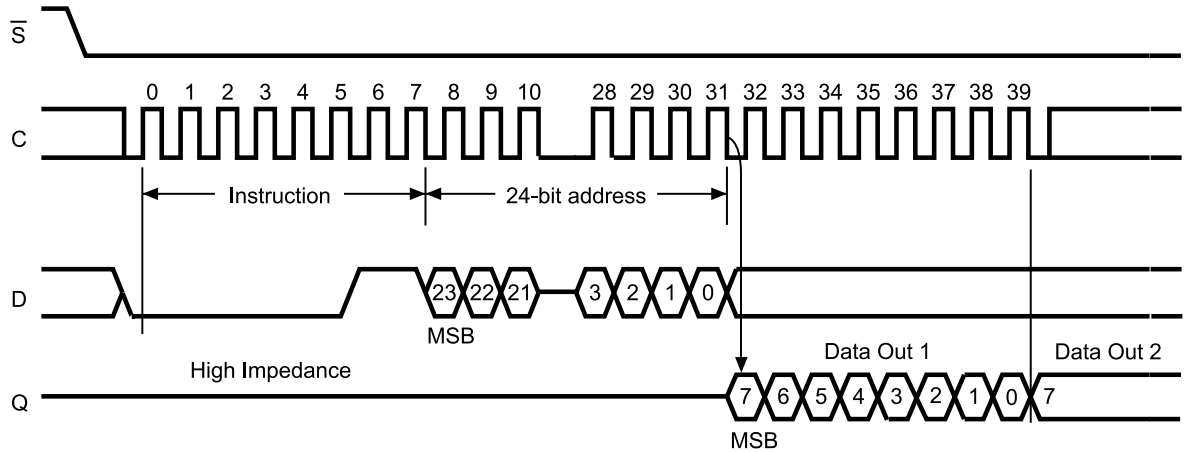 S
0 1 2 3 4 5 6 7 8 9 10 28 29 30 31 32 33 34 35 36 37 38 39
C
Instruction 24-bit address
D 23 22 21 3 2 1 0
MSB
Data Out 1 Data Out 2
High Impedance
Q 7 6 5 4 3 2 1 0 7
MSB